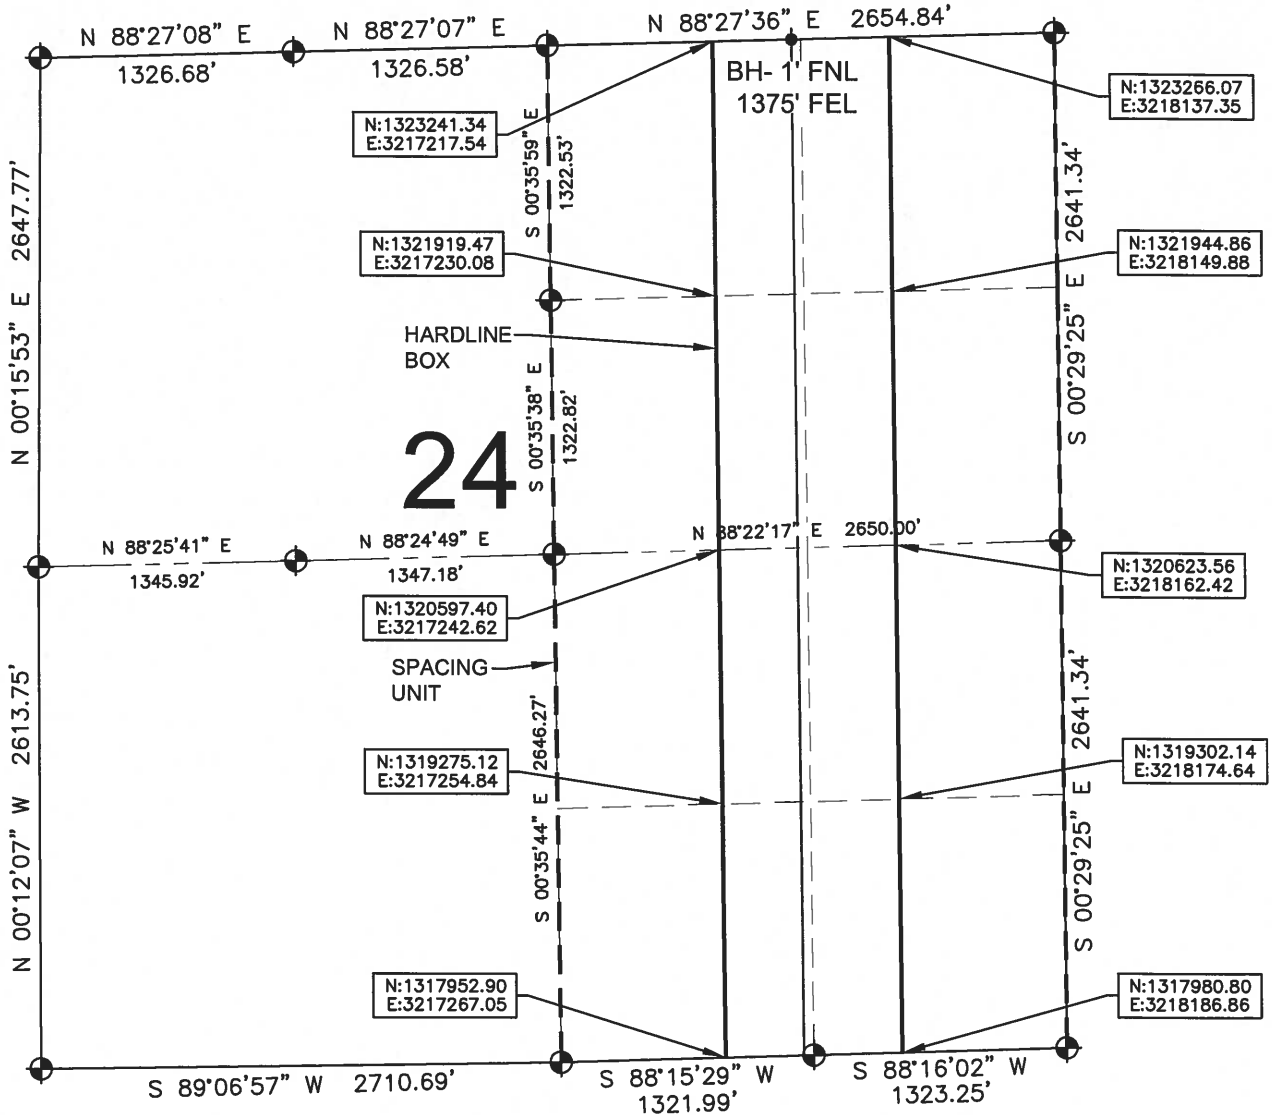 N 88°27'08" E
1326.68'
N 88°27'07" E
1326.58'
N 88°27'36" E 2654.84'
BH- 1' FNL
1375' FEL
N:1323241.34
E:3217217.54
N:1323266.07
E:3218137.35
N 00°15'53" E 2647.77'
S 00°35'59" E
1322.53'
S 00°29'25" E 2641.34'
N:1321919.47
E:3217230.08
N:1321944.86
E:3218149.88
HARDLINE
BOX
S 00°35'38" E
1322.82'
24
N 88°25'41" E
1345.92'
N 88°24'49" E
1347.18'
N 88°22'17" E 2650.00'
N:1320597.40
E:3217242.62
N:1320623.56
E:3218162.42
SPACING
UNIT
N 00°12'07" W 2613.75'
S 00°35'44" E 2646.27'
S 00°29'25" E 2641.34'
N:1319275.12
E:3217254.84
N:1319302.14
E:3218174.64
N:1317952.90
E:3217267.05
N:1317980.80
E:3218186.86
S 89°06'57" W 2710.69'
S 88°15'29" W
1321.99'
S 88°16'02" W
1323.25'